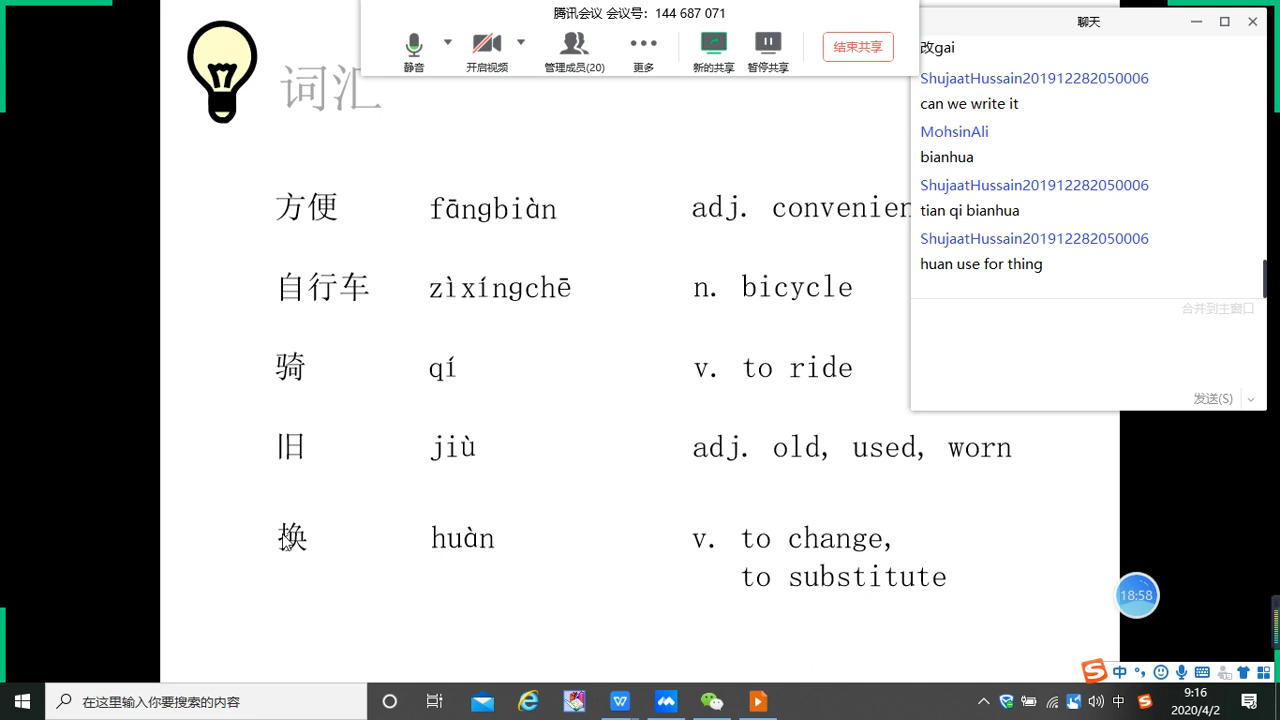 腾讯会议 会议号：144 687 071
静音
开启视频
管理成员(20)
更多
新的共享
暂停共享
结束共享
聊天
改gai
ShujaatHussain201912282050006
can we write it
MohsinAli
bianhua
ShujaatHussain201912282050006
tian qi bianhua
ShujaatHussain201912282050006
huan use for thing
合并到主窗口
发送(S)
词汇
方便 fāngbiàn adj. convenien
自行车 zìxíngchē n. bicycle
骑 qí v. to ride
旧 jiù adj. old, used, worn
换 huàn v. to change,
to substitute
18:58
中
在这里输入你要搜索的内容
中
9:16
2020/4/2